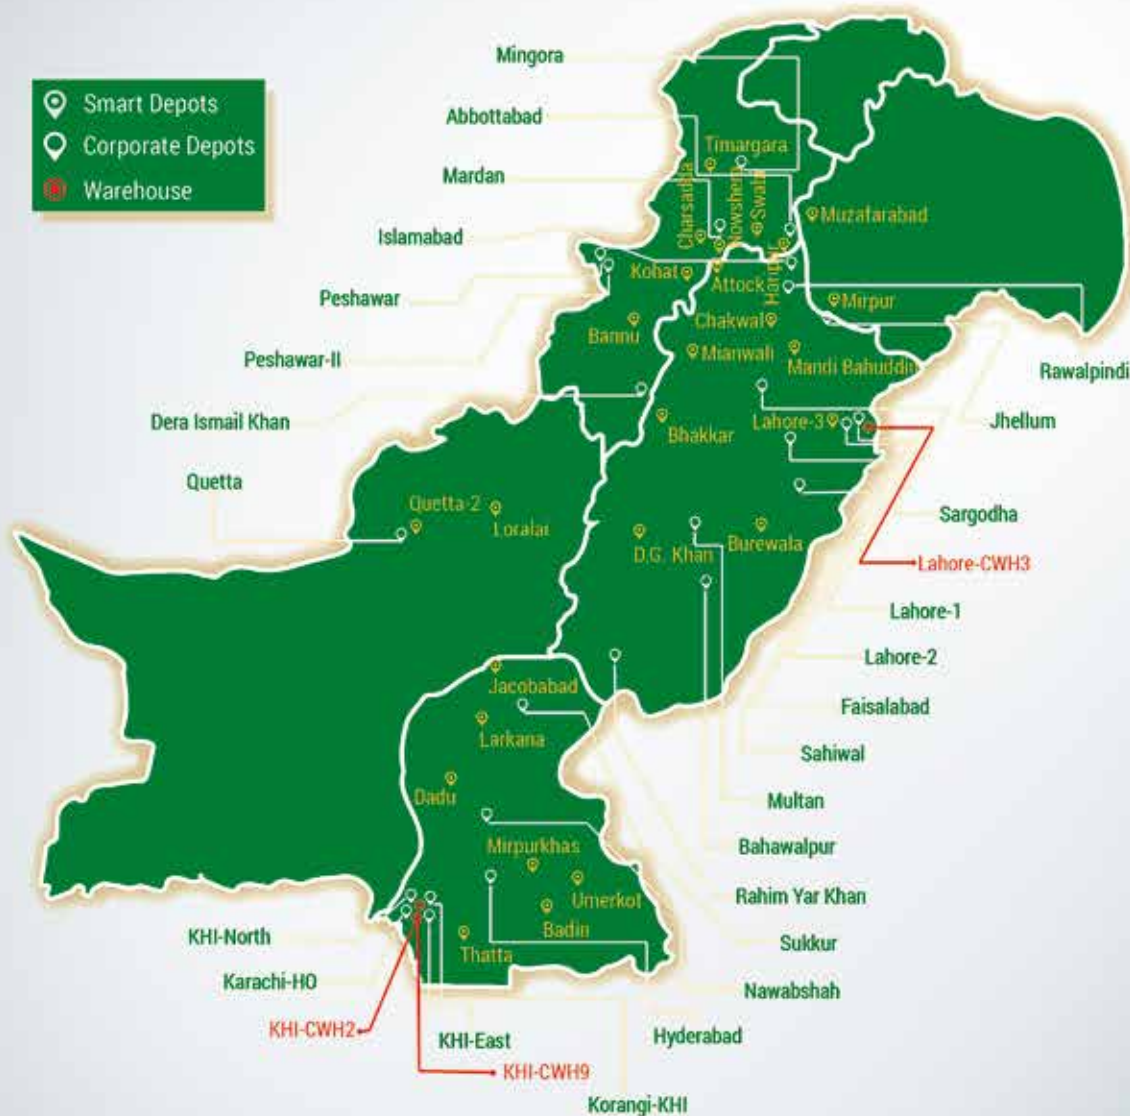 Smart Depots
Corporate Depots
Warehouse
Mingora
Abbottabad
Mardan
Islamabad
Peshawar
Peshawar-II
Dera Ismail Khan
Quetta
Timargara
Charsadda
Nowshera
Swabi
Muzafarabad
Kohat
Attock
Haripur
Mirpur
Bannu
Chakwal
Mianwali
Mandi Bahuddin
Rawalpindi
Bhakkar
Lahore-3
Jhellum
Quetta-2
Loralar
D.G. Khan
Burewala
Sargodha
Lahore-CWH3
Lahore-1
Lahore-2
Faisalabad
Sahiwal
Multan
Bahawalpur
Rahim Yar Khan
Sukkur
Nawabshah
Hyderabad
Jacobabad
Larkana
Dadu
Mirpurkhas
Umerkot
Badin
Thatta
KHI-North
Karachi-HO
KHI-CWH2
KHI-East
KHI-CWH9
Korangi-KHI